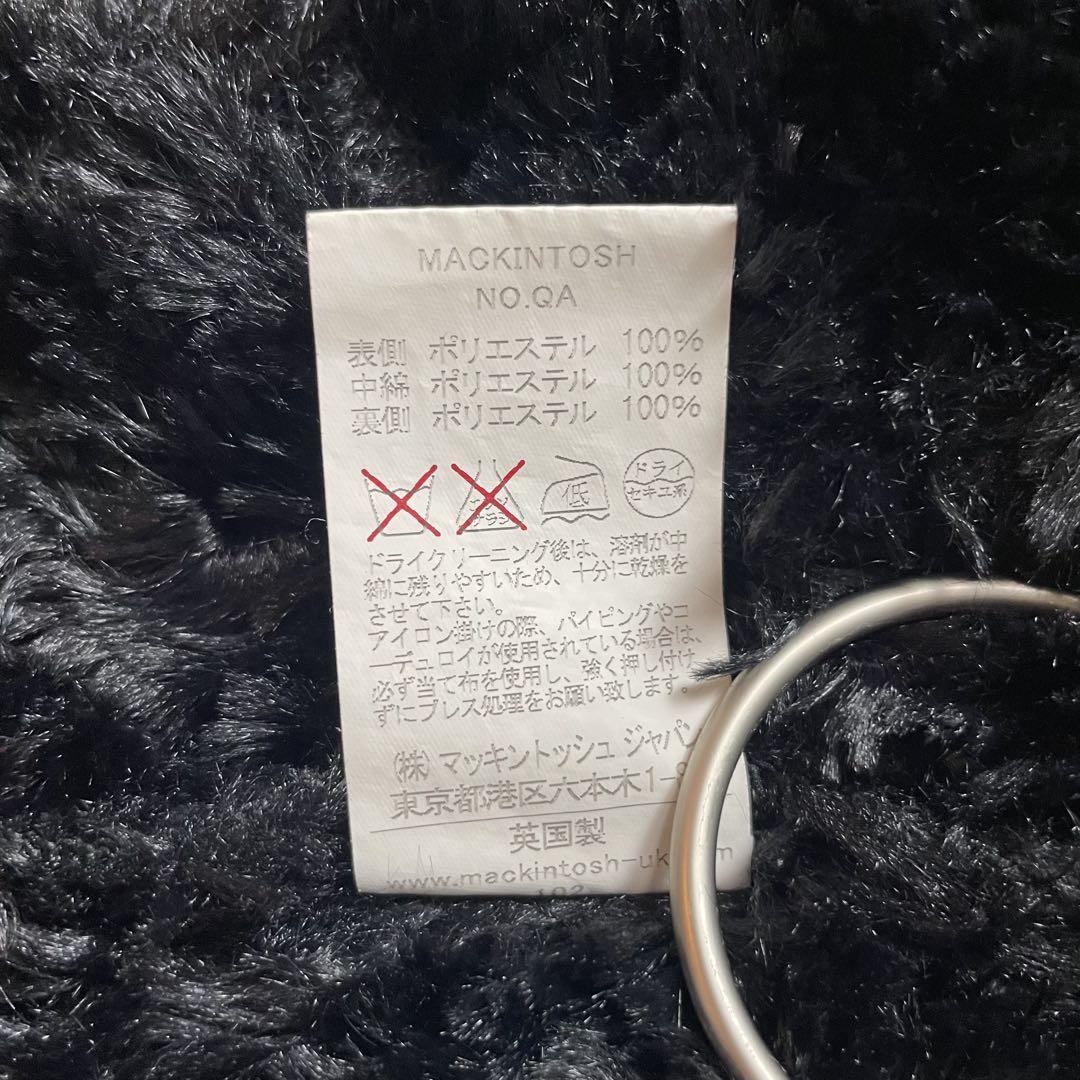 MACKINTOSH
NO.QA
表側 ポリエステル 100%
中綿 ポリエステル 100%
裏側 ポリエステル 100%
エンソ サラシ 低 ドライ セキユ系
ドライクリーニング後は、溶剤が中
綿に残りやすいため、十分に乾燥を
させて下さい。
アイロン掛けの際、パイピングやコ
ーデュロイが使用されている場合は、
必ず当て布を使用し、強く押し付け
ずにプレス処理をお願い致します。
(株) マッキントッシュ ジャパン
東京都港区六本木1-
英国製
www.mackintosh-uk
102